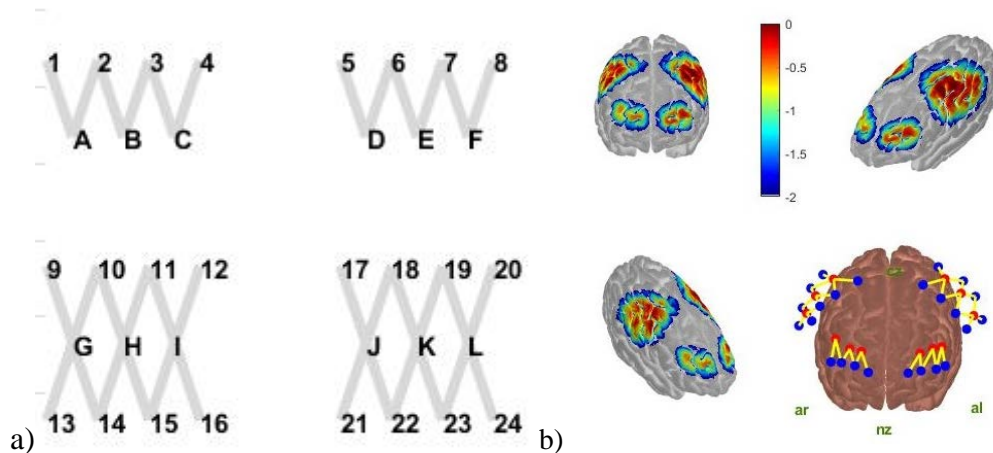 1 2 3 4 5 6 7 8
A B C D E F
9 10 11 12 17 18 19 20
G H I J K L
13 14 15 16 21 22 23 24
a)
0
-0.5
-1
-1.5
-2
ar al
nz
b)